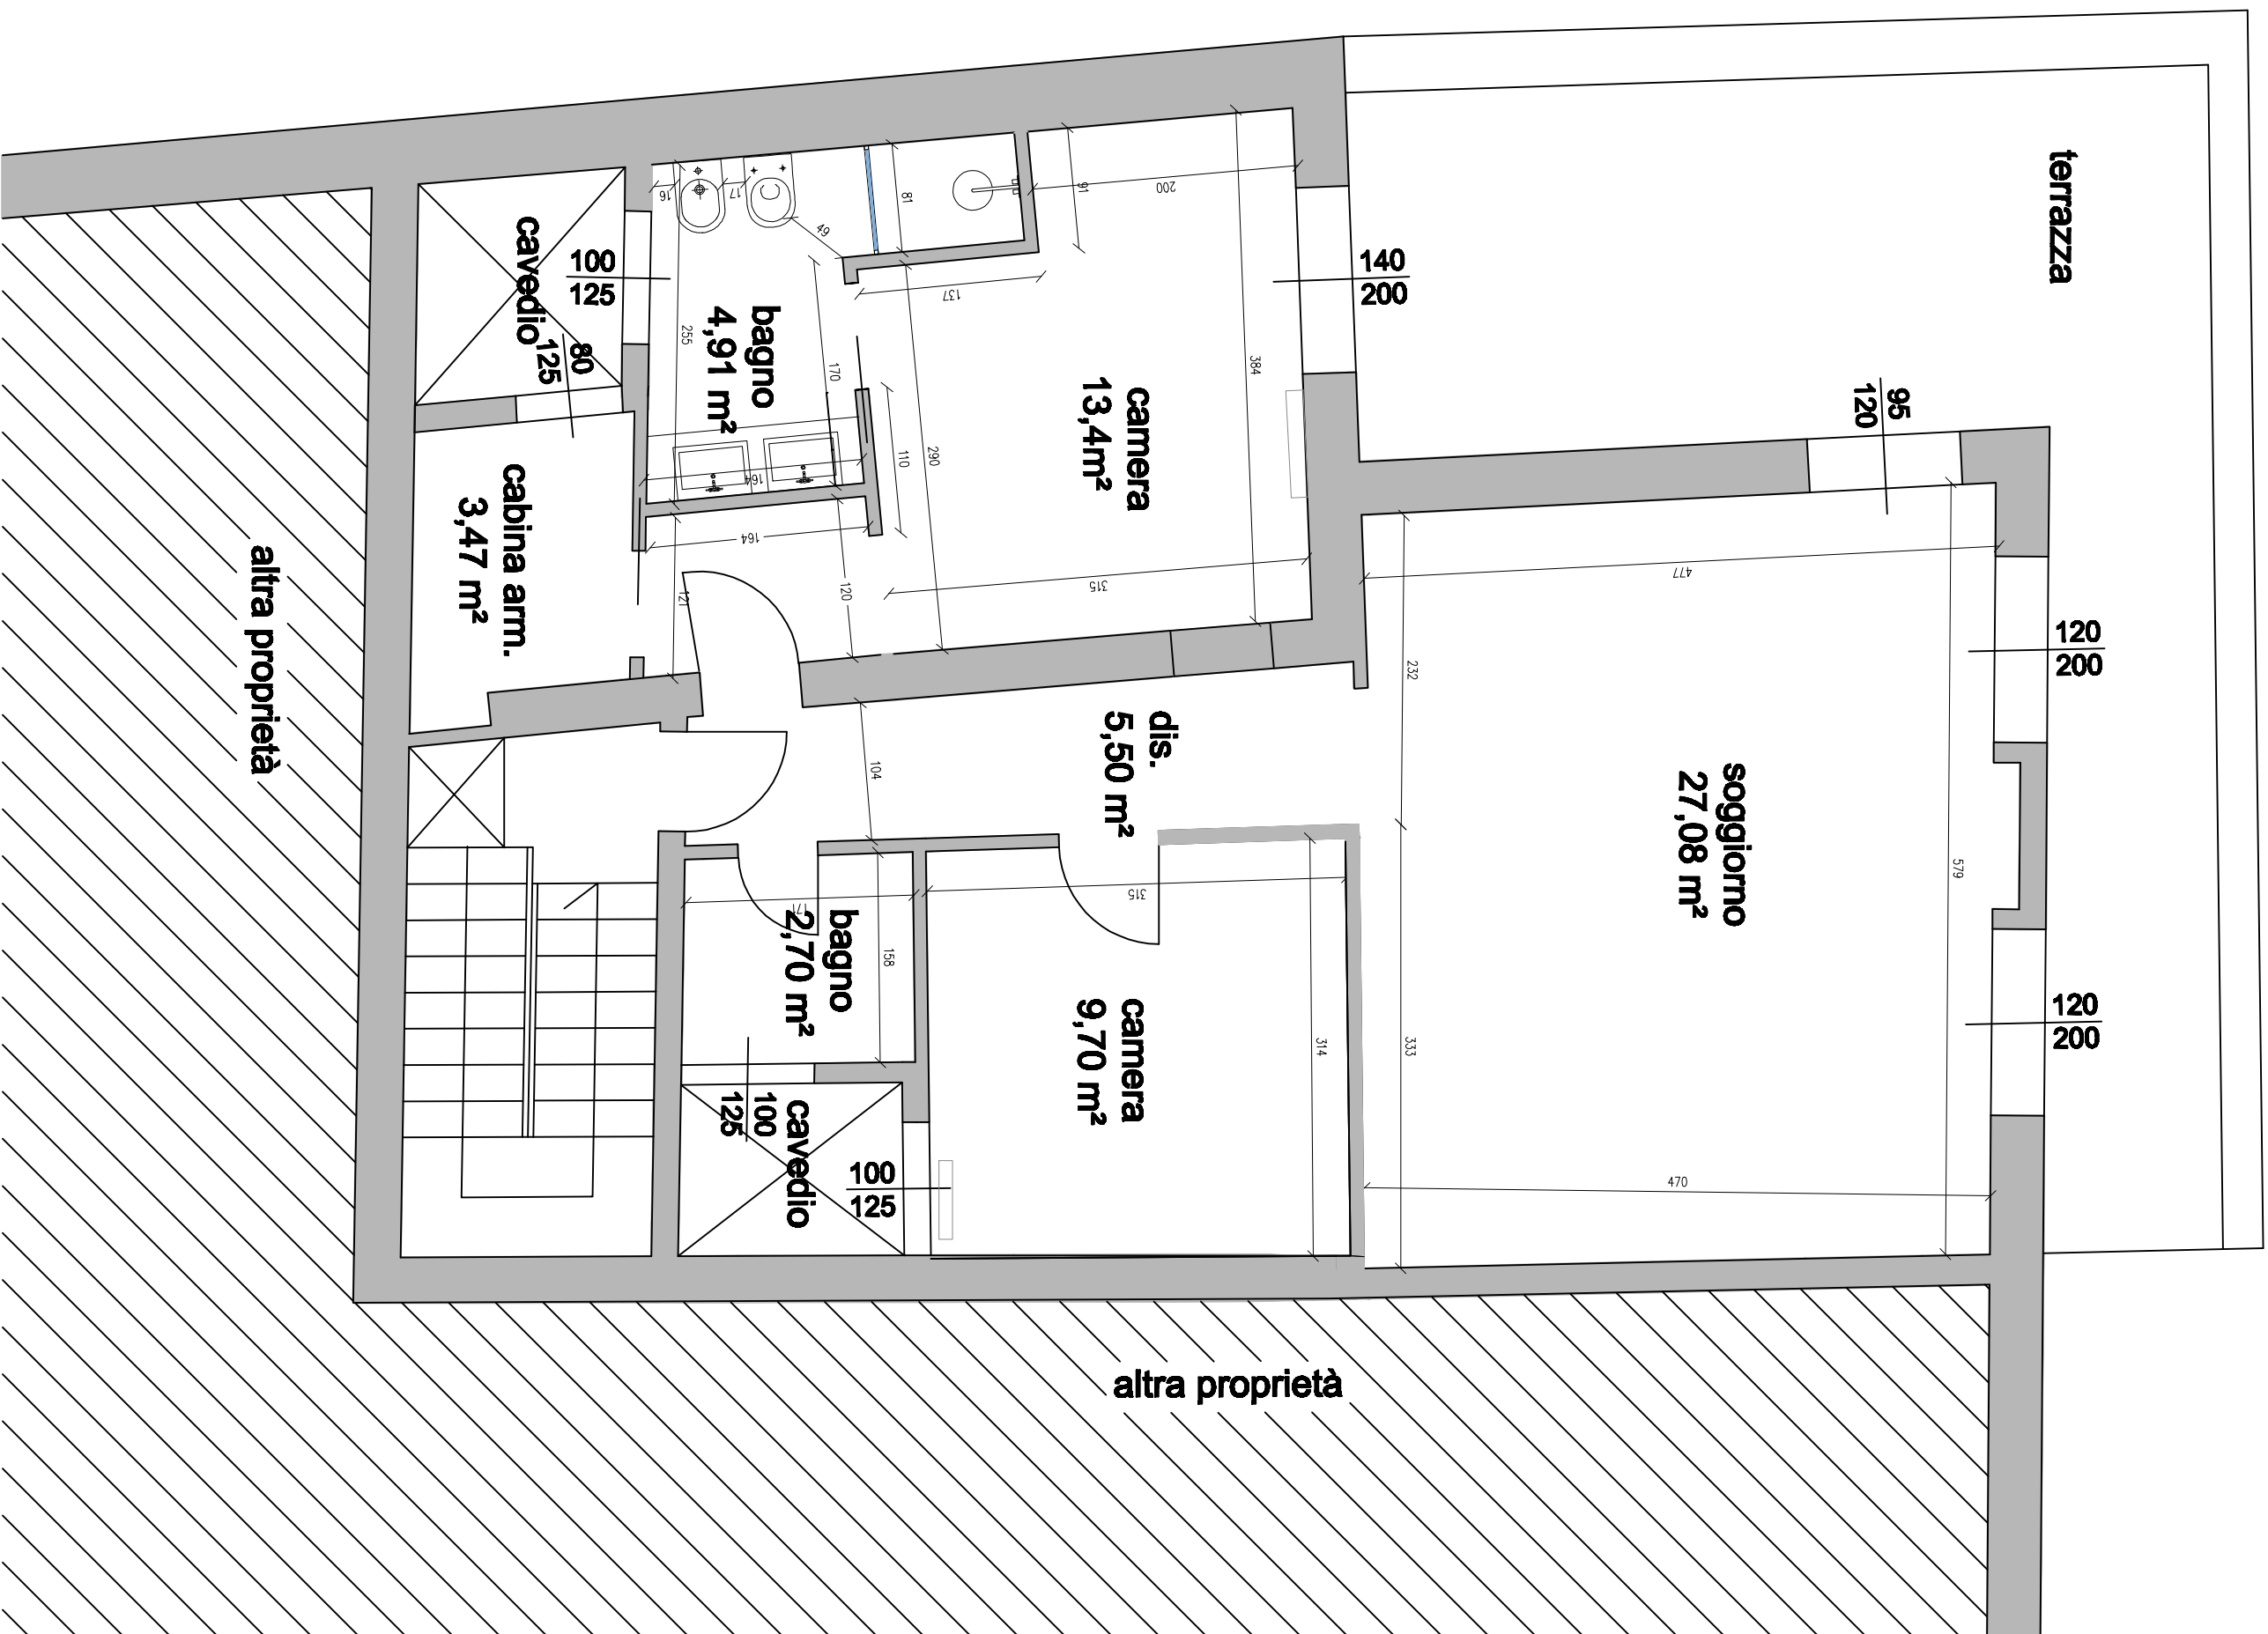 terrazza
140
200
95
120
100
125
cavedio
80
125
bagno
4,91 m²
camera
13,4m²
cabina arm.
3,47 m²
120
200
altra proprietà
dis.
5,50 m²
soggiorno
27,08 m²
bagno
2,70 m²
camera
9,70 m²
120
200
100
125
cavedio
100
125
altra proprietà
16
17
49
81
91
200
137
255
170
384
290
110
164
164
121
120
315
477
232
579
104
171
315
158
314
333
470